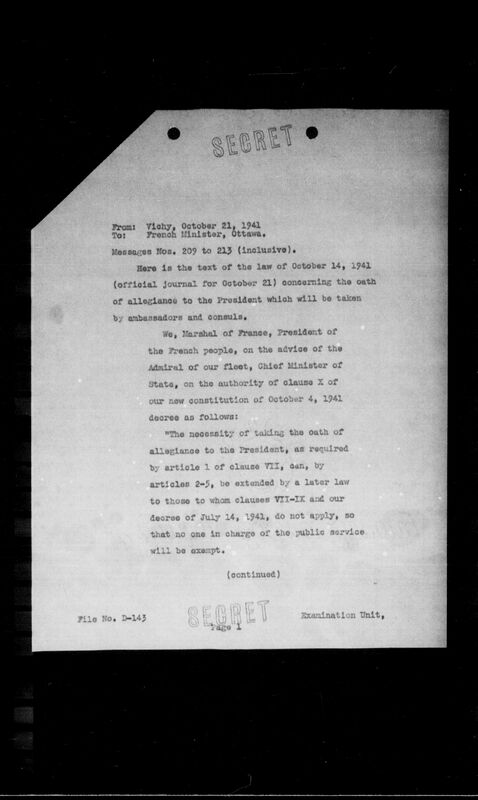 SECRET
From: Vichy, October 21, 1941
To: French Minister, Ottawa.
Messages Nos. 209 to 213 (inclusive).
Here is the text of the law of October 14, 1941
(official journal for October 21) concerning the oath
of allegiance to the President which will be taken
by ambassadors and consuls.
We, Marshal of France, President of
the French people, on the advice of the
Admiral of our fleet, Chief Minister of
State, on the authority of clause X of
our new constitution of October 4, 1941
decree as follows:
"The necessity of taking the oath of
allegiance to the President, as required
by article 1 of clause VII, can, by
articles 2-5, be extended by a later law
to those to whom clauses VII-IX and our
decree of July 14, 1941, do not apply, so
that no one in charge of the public service
will be exempt.
(continued)
File No. D-143
SECRET
Page 1
Examination Unit,